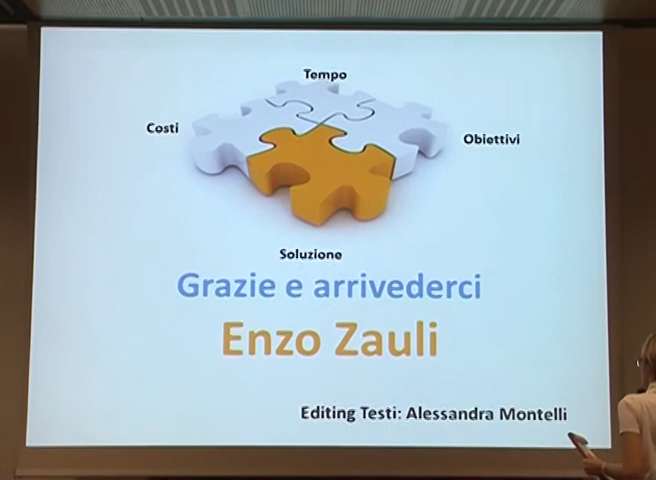 Tempo
Costi
Obiettivi
Soluzione
Grazie e arrivederci
Enzo Zauli
Editing Testi: Alessandra Montelli